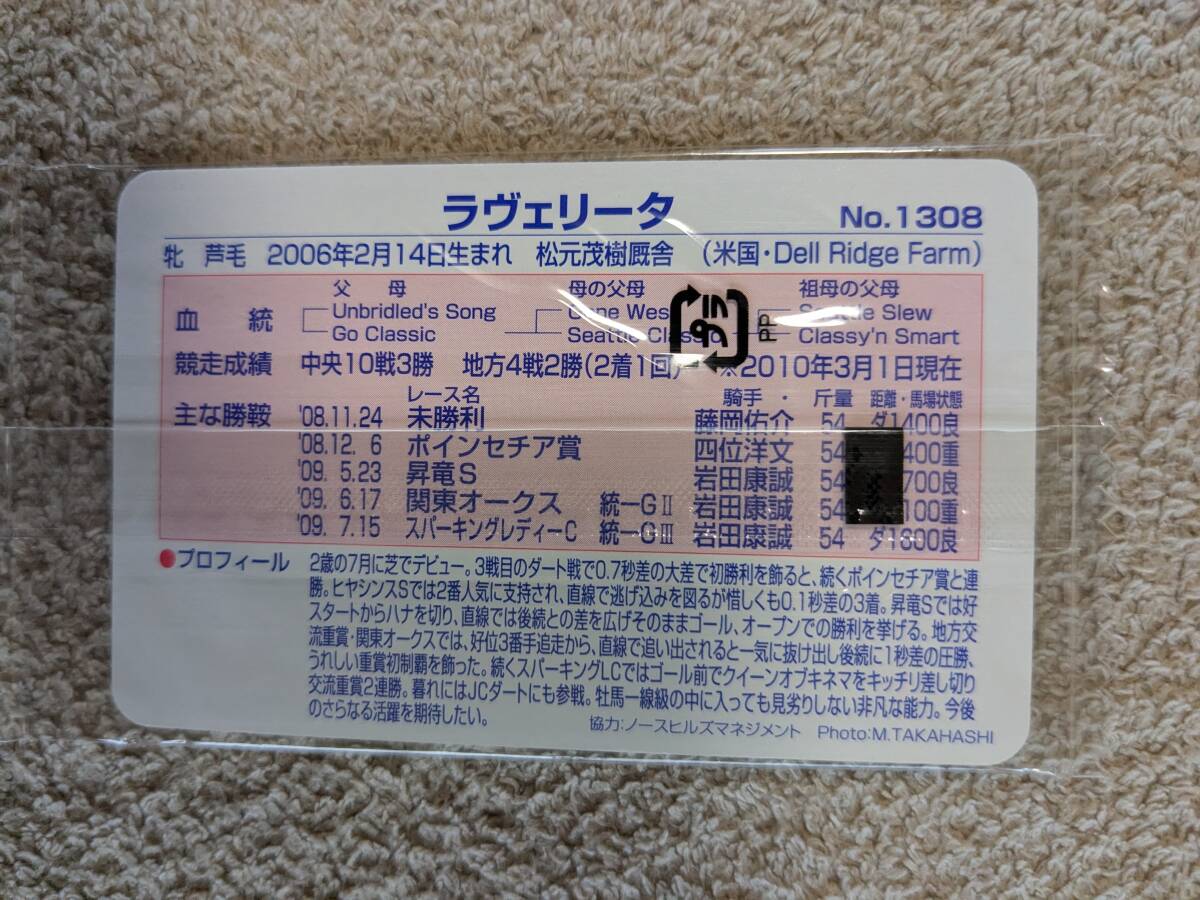 ラヴェリータ No.1308
牝 芦毛 2006年2月14日生まれ 松元茂樹厩舎 (米国・Dell Ridge Farm)
父 母 母の父母 祖母の父母
血統 Unbridled's Song Slew
Go Classic Seattle Classy'n Smart
プラ PP
競走成績 中央10戦3勝 地方4戦2勝(2着1回) ※2010年3月1日現在
レース名 騎手・斤量 距離・馬場状態
主な勝鞍 '08.11.24 未勝利 藤岡佑介 54 ダ1400良
'08.12. 6 ポインセチア賞 四位洋文 54 400重
'09. 5.23 昇竜S 岩田康誠 54 700良
'09. 6.17 関東オークス 統一GⅡ 岩田康誠 54 100重
'09. 7.15 スパーキングレディーC 統一GⅢ 岩田康誠 54 ダ1600良
●プロフィール 2歳の7月に芝でデビュー。3戦目のダート戦で0.7秒差の大差で初勝利を飾ると、続くポインセチア賞と連
勝。ヒヤシンスSでは2番人気に支持され、直線で逃げ込みを図るが惜しくも0.1秒差の3着。昇竜Sでは好
スタートからハナを切り、直線では後続との差を広げそのままゴール、オープンでの勝利を挙げる。地方交
流重賞・関東オークスでは、好位3番手追走から、直線で追い出されると一気に抜け出し後続に1秒差の圧勝、
うれしい重賞初制覇を飾った。続くスパーキングLCではゴール前でクイーンオブキネマをキッチリ差し切り
交流重賞2連勝。暮れにはJCダートにも参戦。牡馬一線級の中に入っても見劣りしない非凡な能力。今後
のさらなる活躍を期待したい。
協力:ノースヒルズマネジメント Photo:M.TAKAHASHI